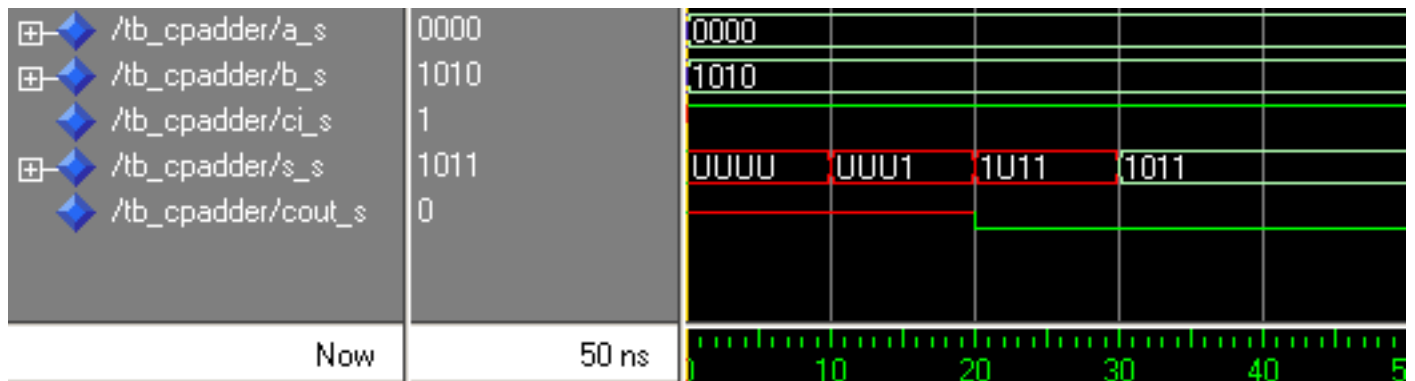 /tb_cpadder/a_s 0000 0000
/tb_cpadder/b_s 1010 1010
/tb_cpadder/ci_s 1
/tb_cpadder/s_s 1011 UUUU UUU1 1U11 1011
/tb_cpadder/cout_s 0
Now 50 ns
0 10 20 30 40 5